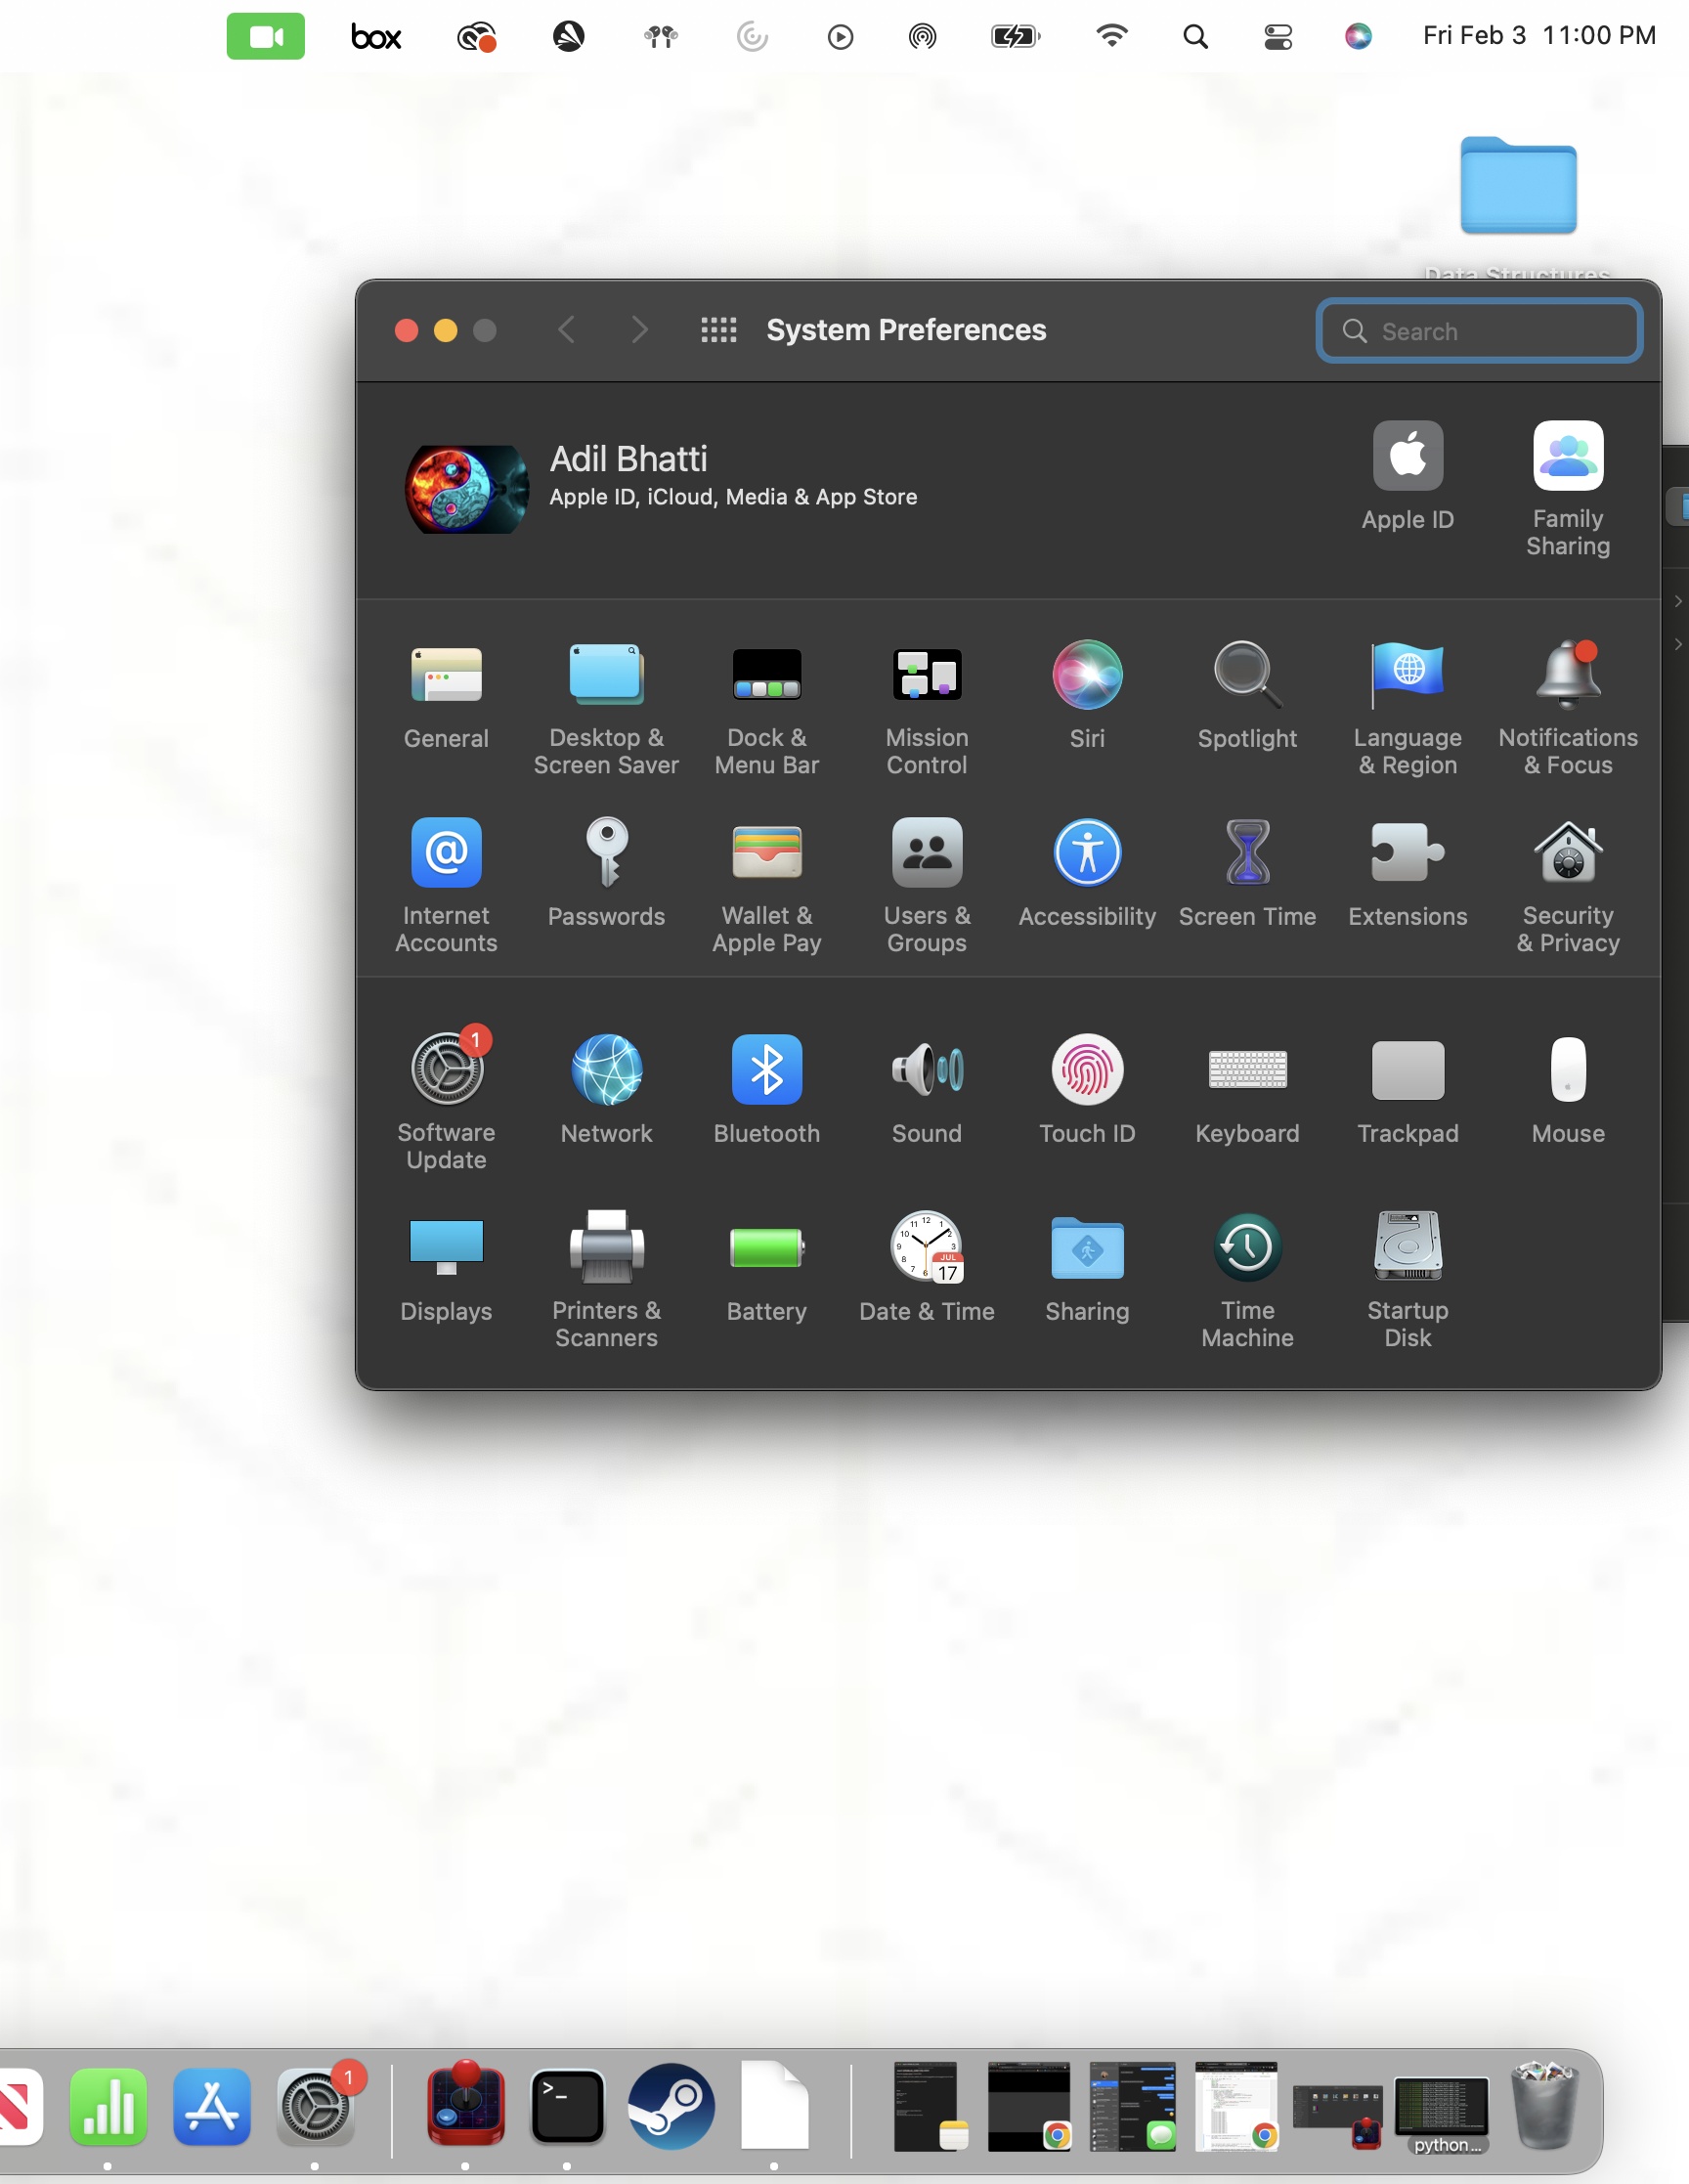 box
Fri Feb 3 11:00 PM
Data Structures
System Preferences
Search
Adil Bhatti
Apple ID, iCloud, Media & App Store
Apple ID
Family
Sharing
General
Desktop &
Screen Saver
Dock &
Menu Bar
Mission
Control
Siri
Spotlight
Language
& Region
Notifications
& Focus
Internet
Accounts
Passwords
Wallet &
Apple Pay
Users &
Groups
Accessibility
Screen Time
Extensions
Security
& Privacy
1
Software
Update
Network
Bluetooth
Sound
Touch ID
Keyboard
Trackpad
Mouse
Displays
Printers &
Scanners
Battery
JUL
17
Date & Time
Sharing
Time
Machine
Startup
Disk
1
>_
python ...